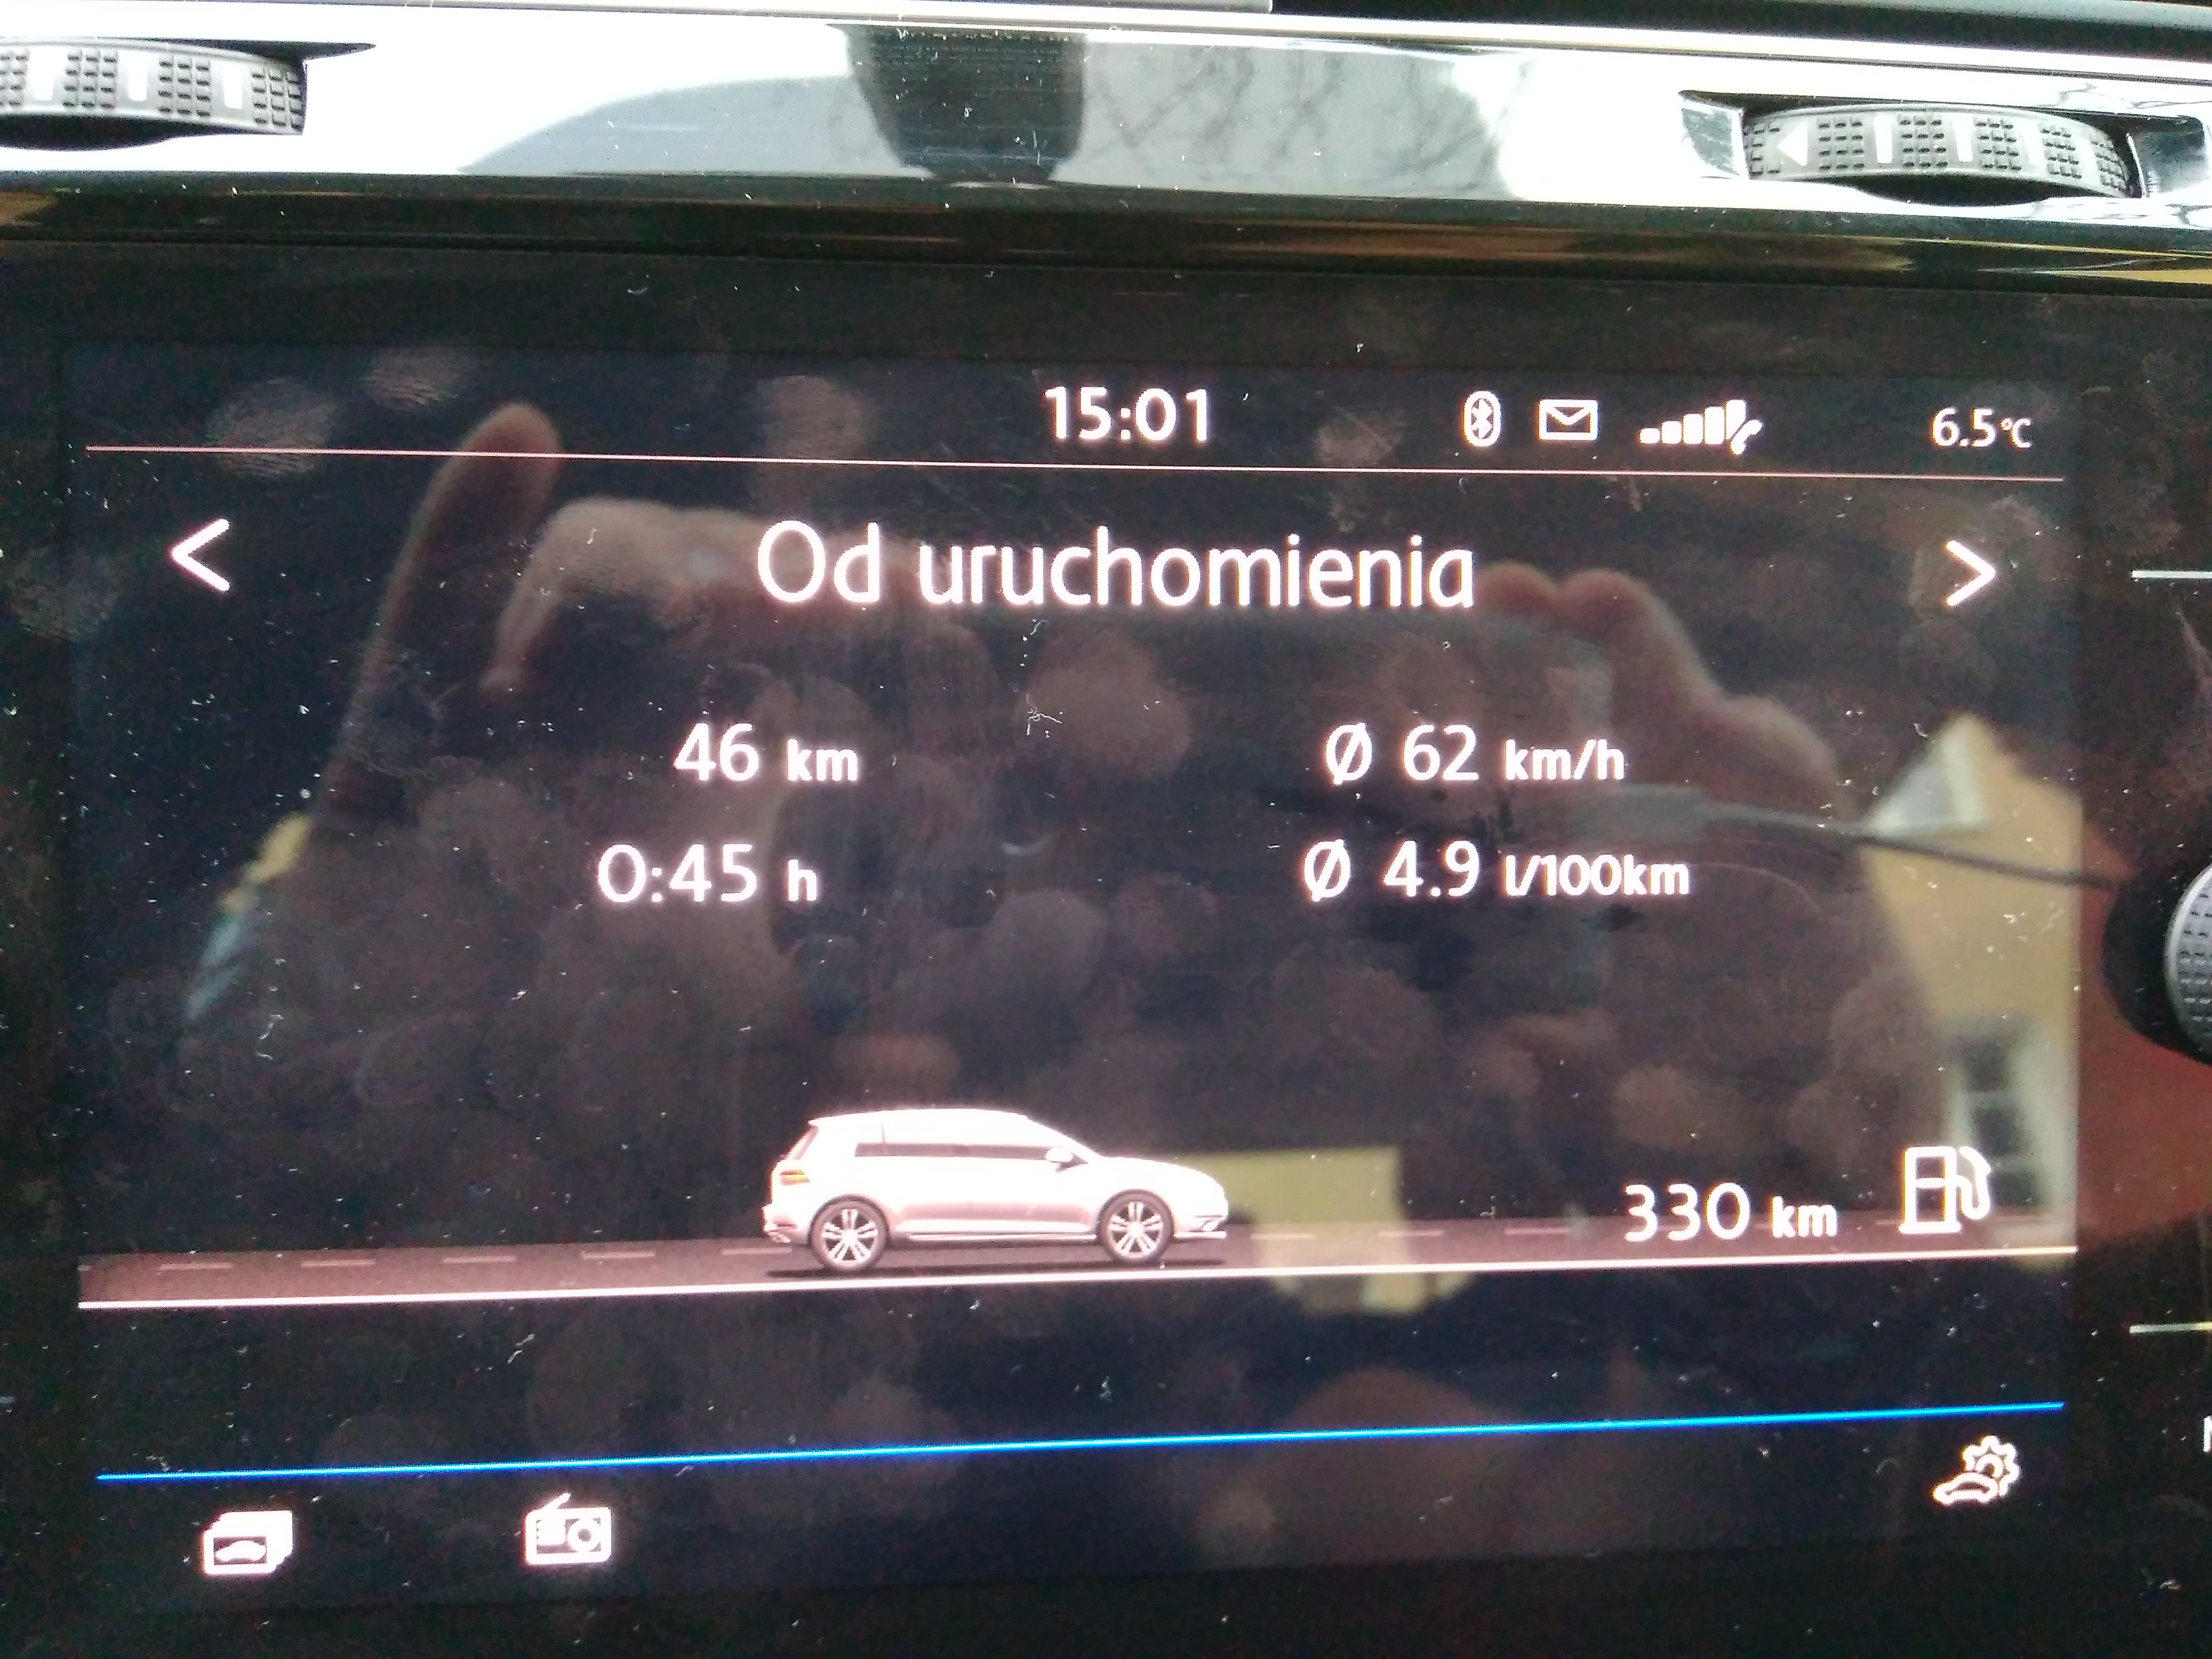 15:01 6.5°C
< Od uruchomienia >
46 km Ø 62 km/h
0:45 h Ø 4.9 l/100km
330 km